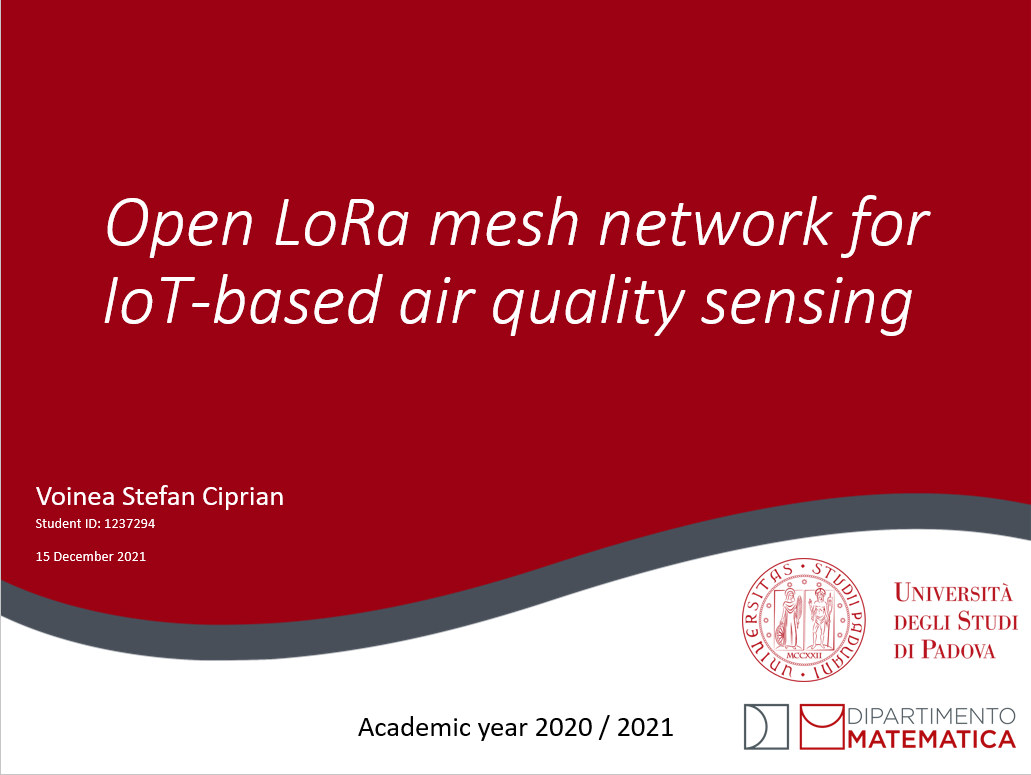 Open LoRa mesh network for
IoT-based air quality sensing
Voinea Stefan Ciprian
Student ID: 1237294
15 December 2021
UNIVERSITAS STUDII PADUANI
MCCXXII
UNIVERSITÀ
DEGLI STUDI
DI PADOVA
Academic year 2020 / 2021
DIPARTIMENTO
MATEMATICA